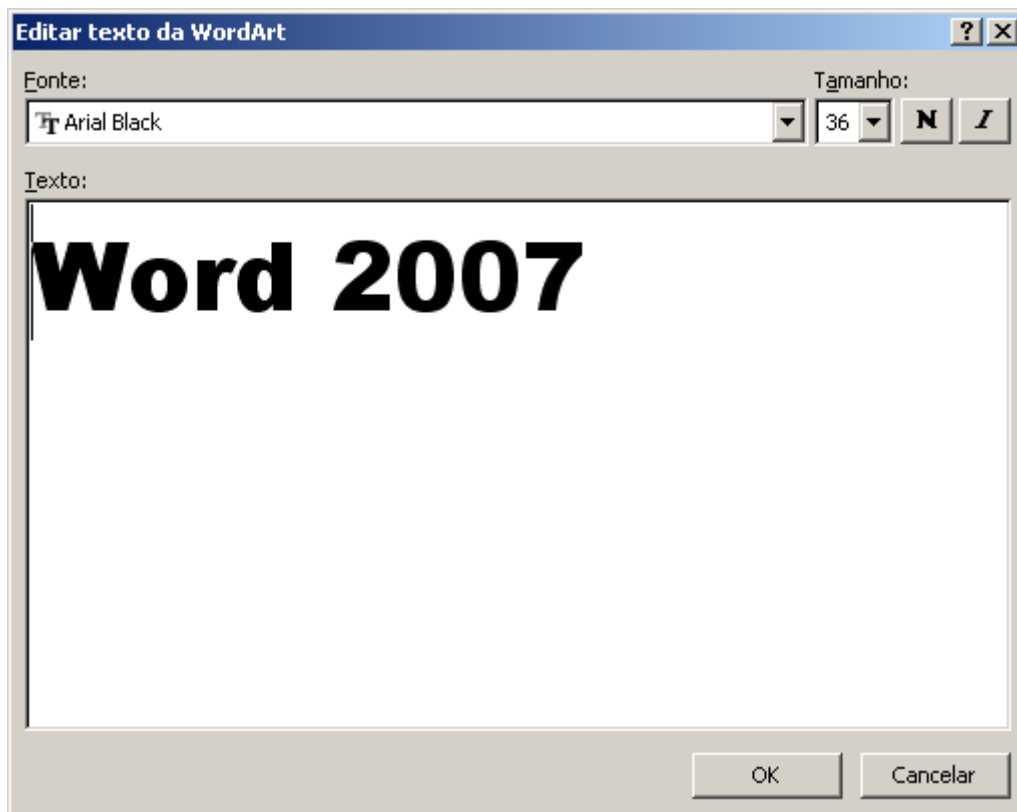 Editar texto da WordArt
Fonte: Tamanho:
Arial Black 36 N I
Texto:
Word 2007
OK Cancelar